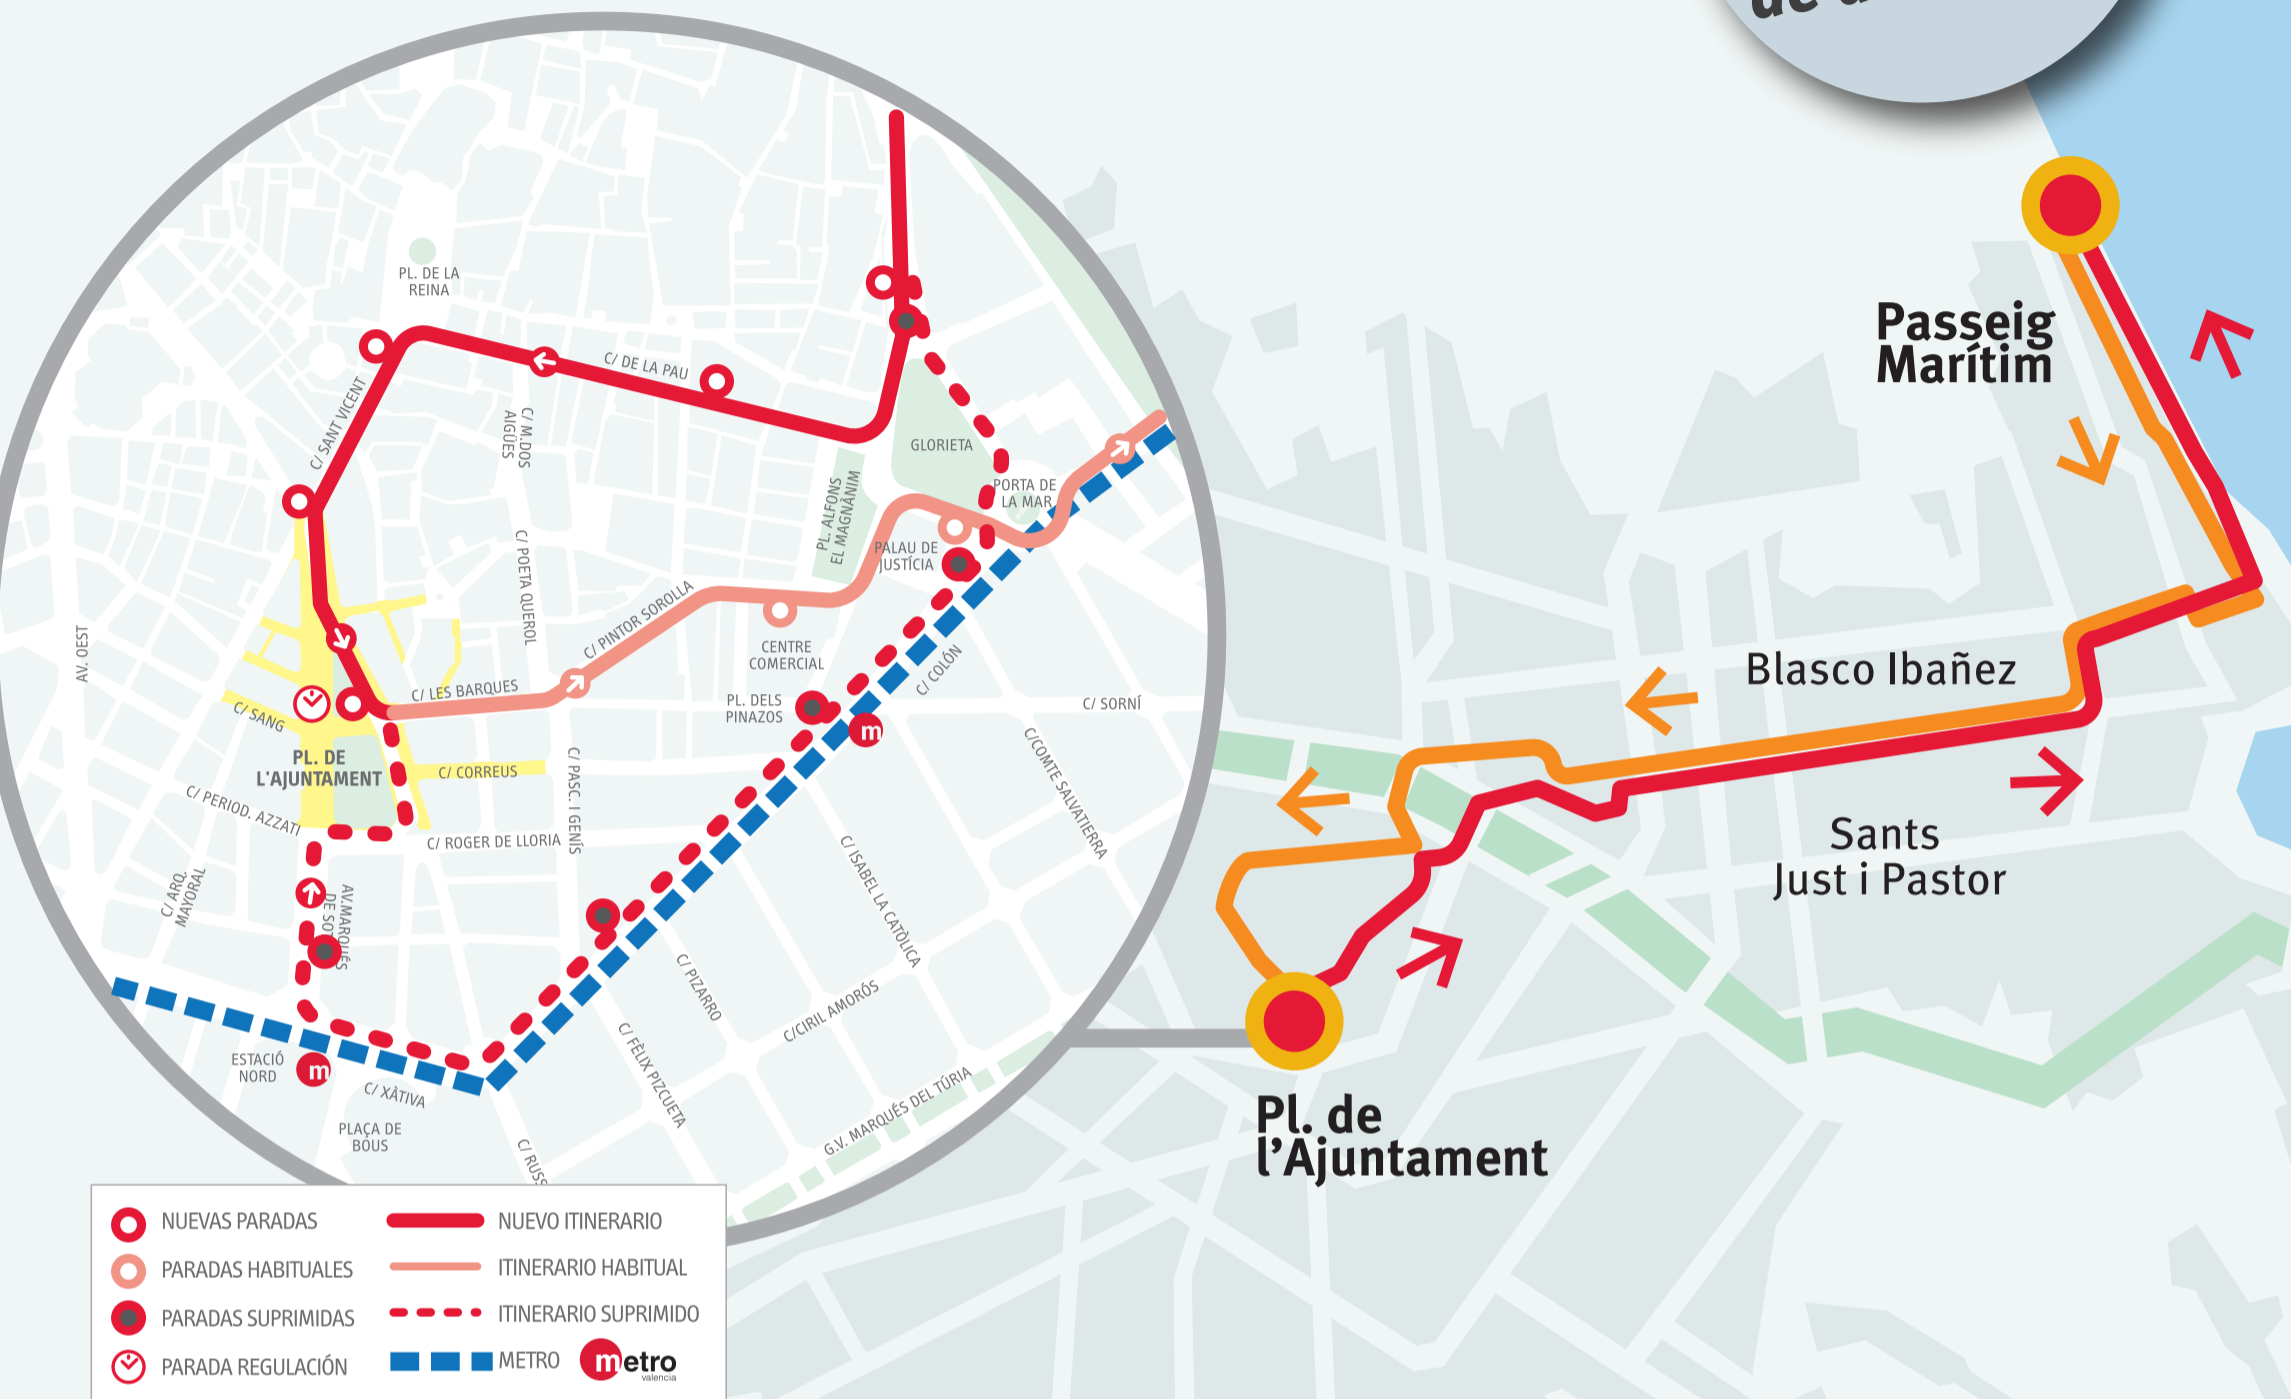 PL. DE LA
REINA
C/ DE LA PAU
C/ SANT VICENT
C/ M.DOS
AIGÜES
GLORIETA
PL. ALFONS
EL MAGNÀNIM
PORTA DE
LA MAR
PALAU DE
JUSTÍCIA
C/ POETA QUEROL
C/ PINTOR SOROLLA
CENTRE
COMERCIAL
AV. OEST
C/ LES BARQUES
C/ COLÓN
PL. DELS
PINAZOS
C/ SORNÍ
C/ SANG
m
PL. DE
L'AJUNTAMENT
C/ CORREUS
C/ PERIOD. AZZATI
C/ ROGER DE LLORIA
C/ PASC. I GENÍS
C/COMTE SALVATIERRA
C/ ARQ.
MAYORAL
AV.MARQUÉS
C/ ISABEL LA CATÒLICA
C/ PIZARRO
C/CIRIL AMORÓS
ESTACIÓ
NORD
m
C/ XÀTIVA
PLAÇA DE
BOUS
C/ FÈLIX PIZCUETA
G.V. MARQUÉS DEL TÚRIA
Passeig
Marítim
Blasco Ibañez
Sants
Just i Pastor
Pl. de
l'Ajuntament
NUEVAS PARADAS
NUEVO ITINERARIO
PARADAS HABITUALES
ITINERARIO HABITUAL
PARADAS SUPRIMIDAS
ITINERARIO SUPRIMIDO
PARADA REGULACIÓN
METRO
metro
valencia